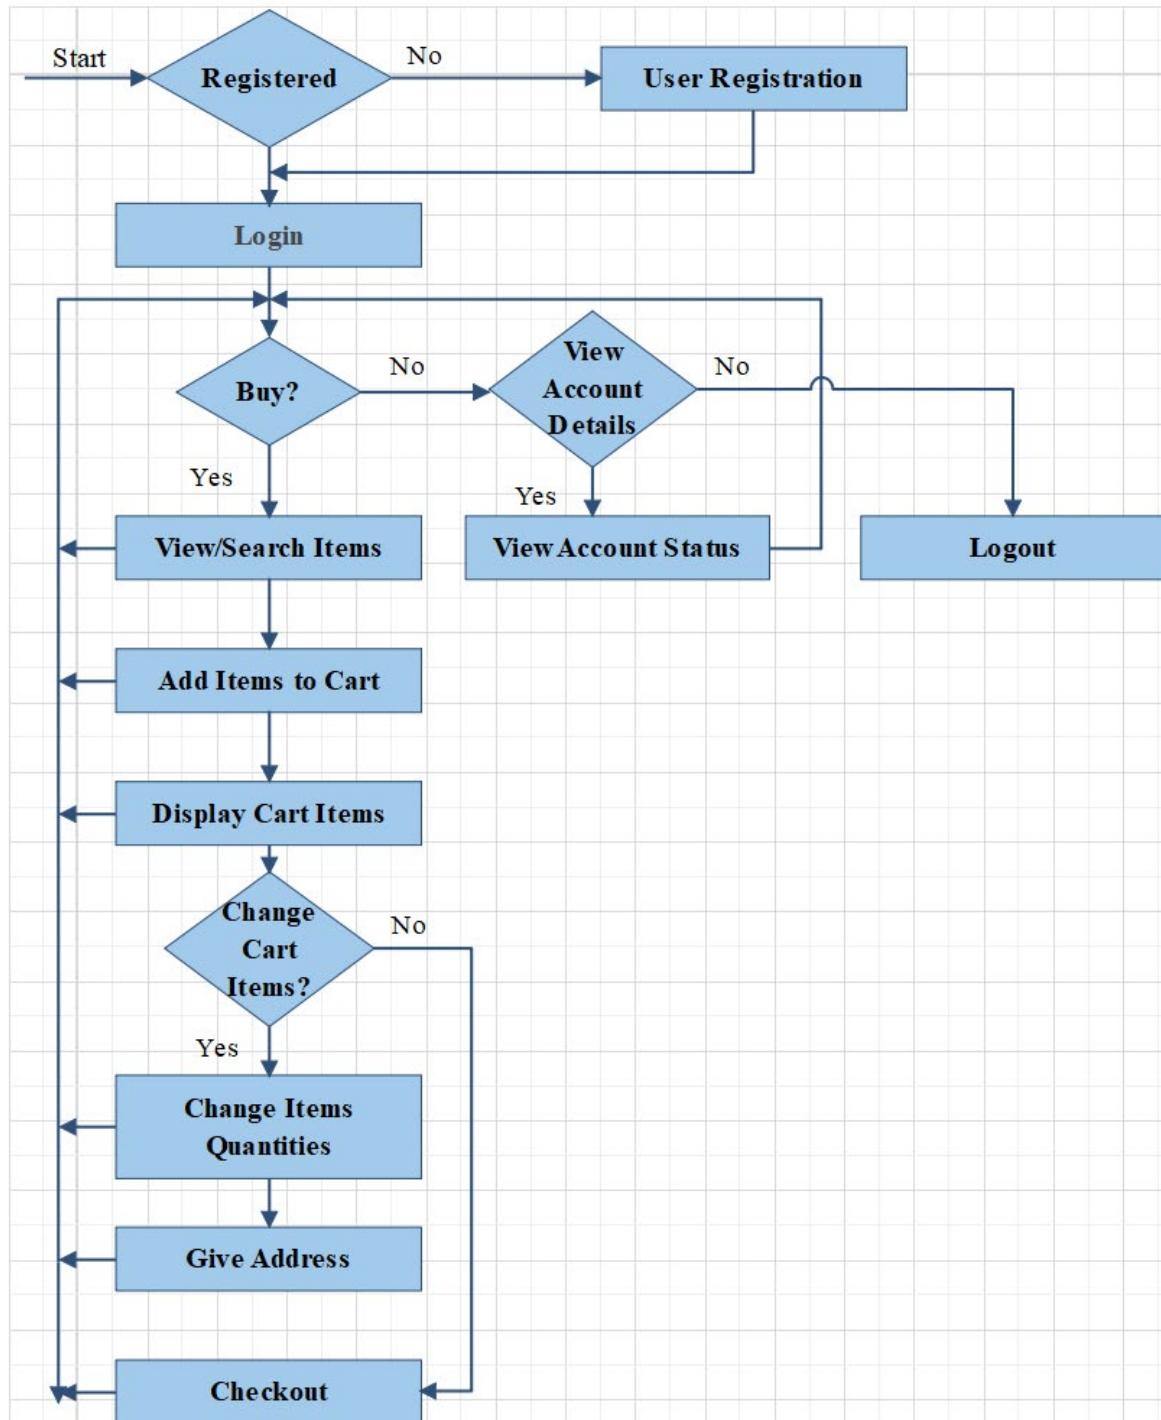 Start
Registered
No
User Registration
Login
Buy?
No
View
Account
Details
No
Yes
Yes
View/Search Items
View Account Status
Logout
Add Items to Cart
Display Cart Items
Change
Cart
Items?
No
Yes
Change Items
Quantities
Give Address
Checkout